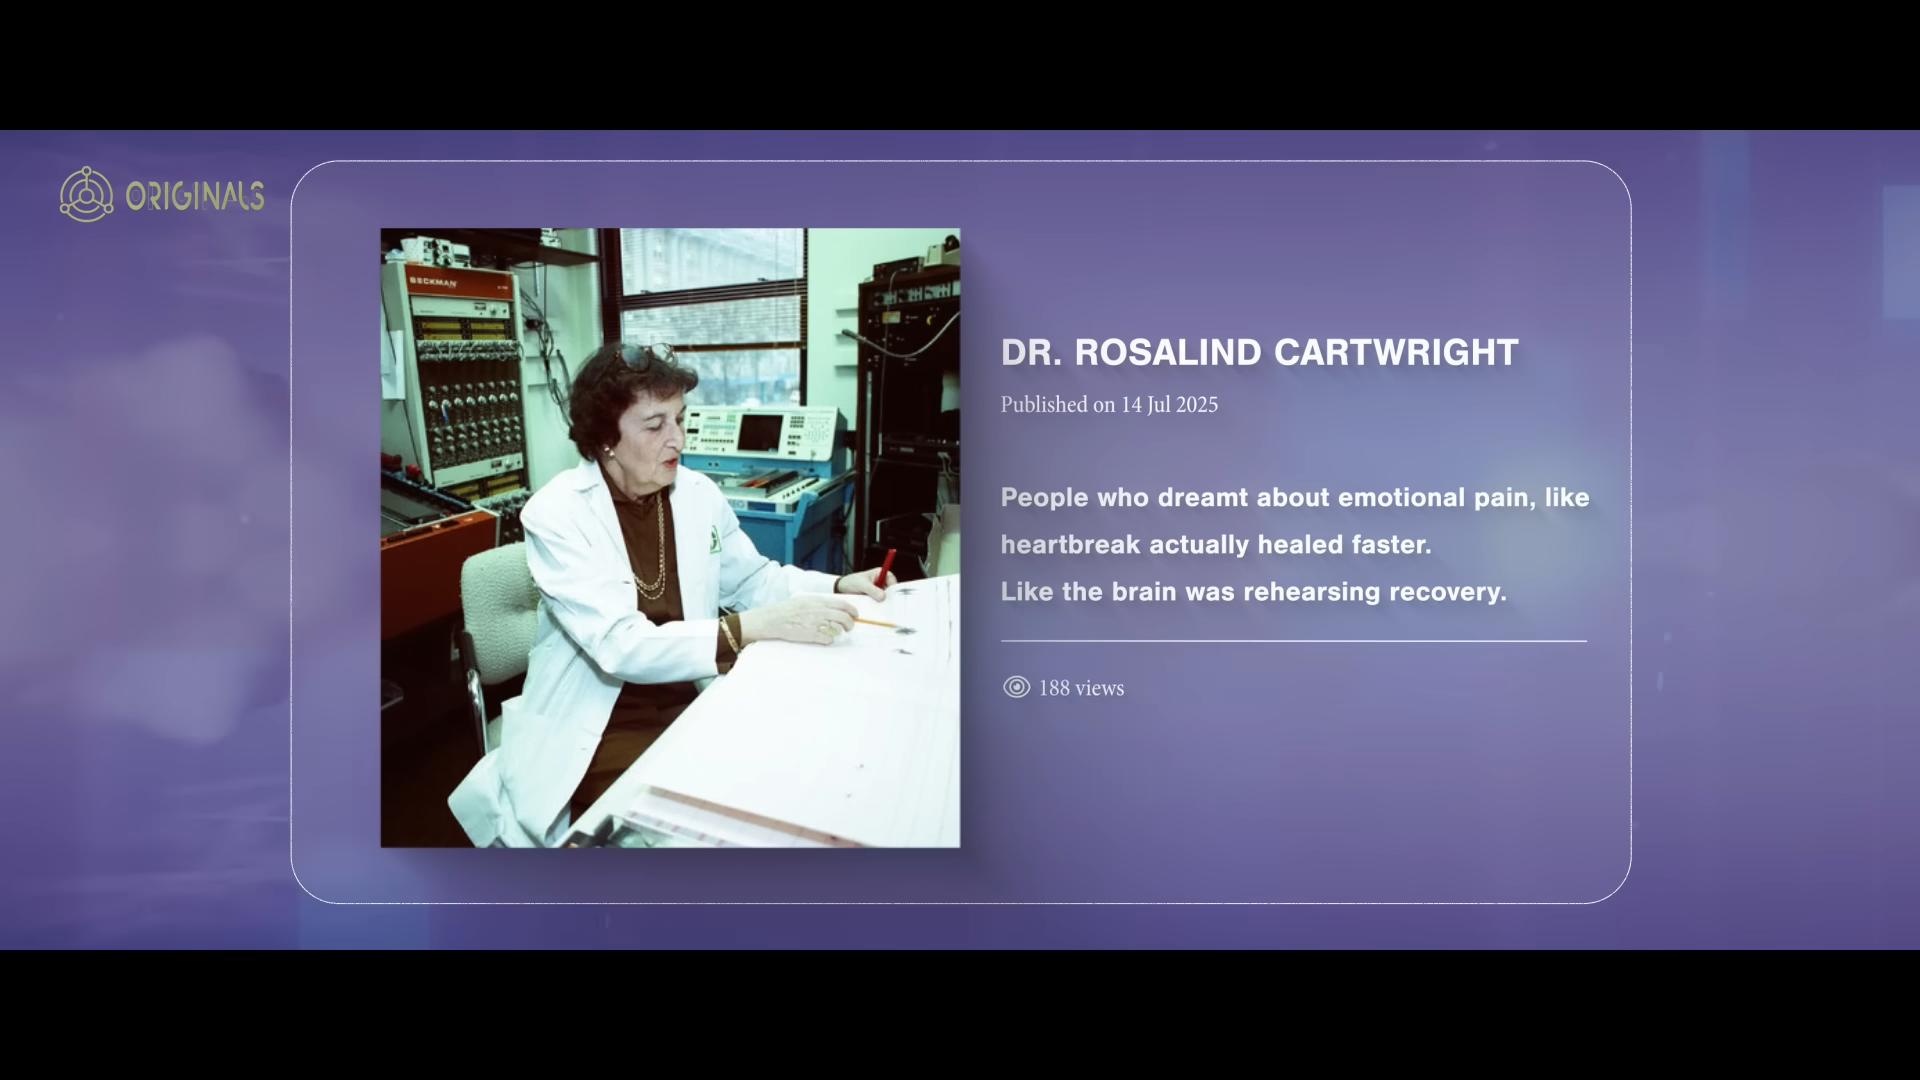 ORIGINALS
BECKMAN
DR. ROSALIND CARTWRIGHT
Published on 14 Jul 2025
People who dreamt about emotional pain, like
heartbreak actually healed faster.
Like the brain was rehearsing recovery.
188 views